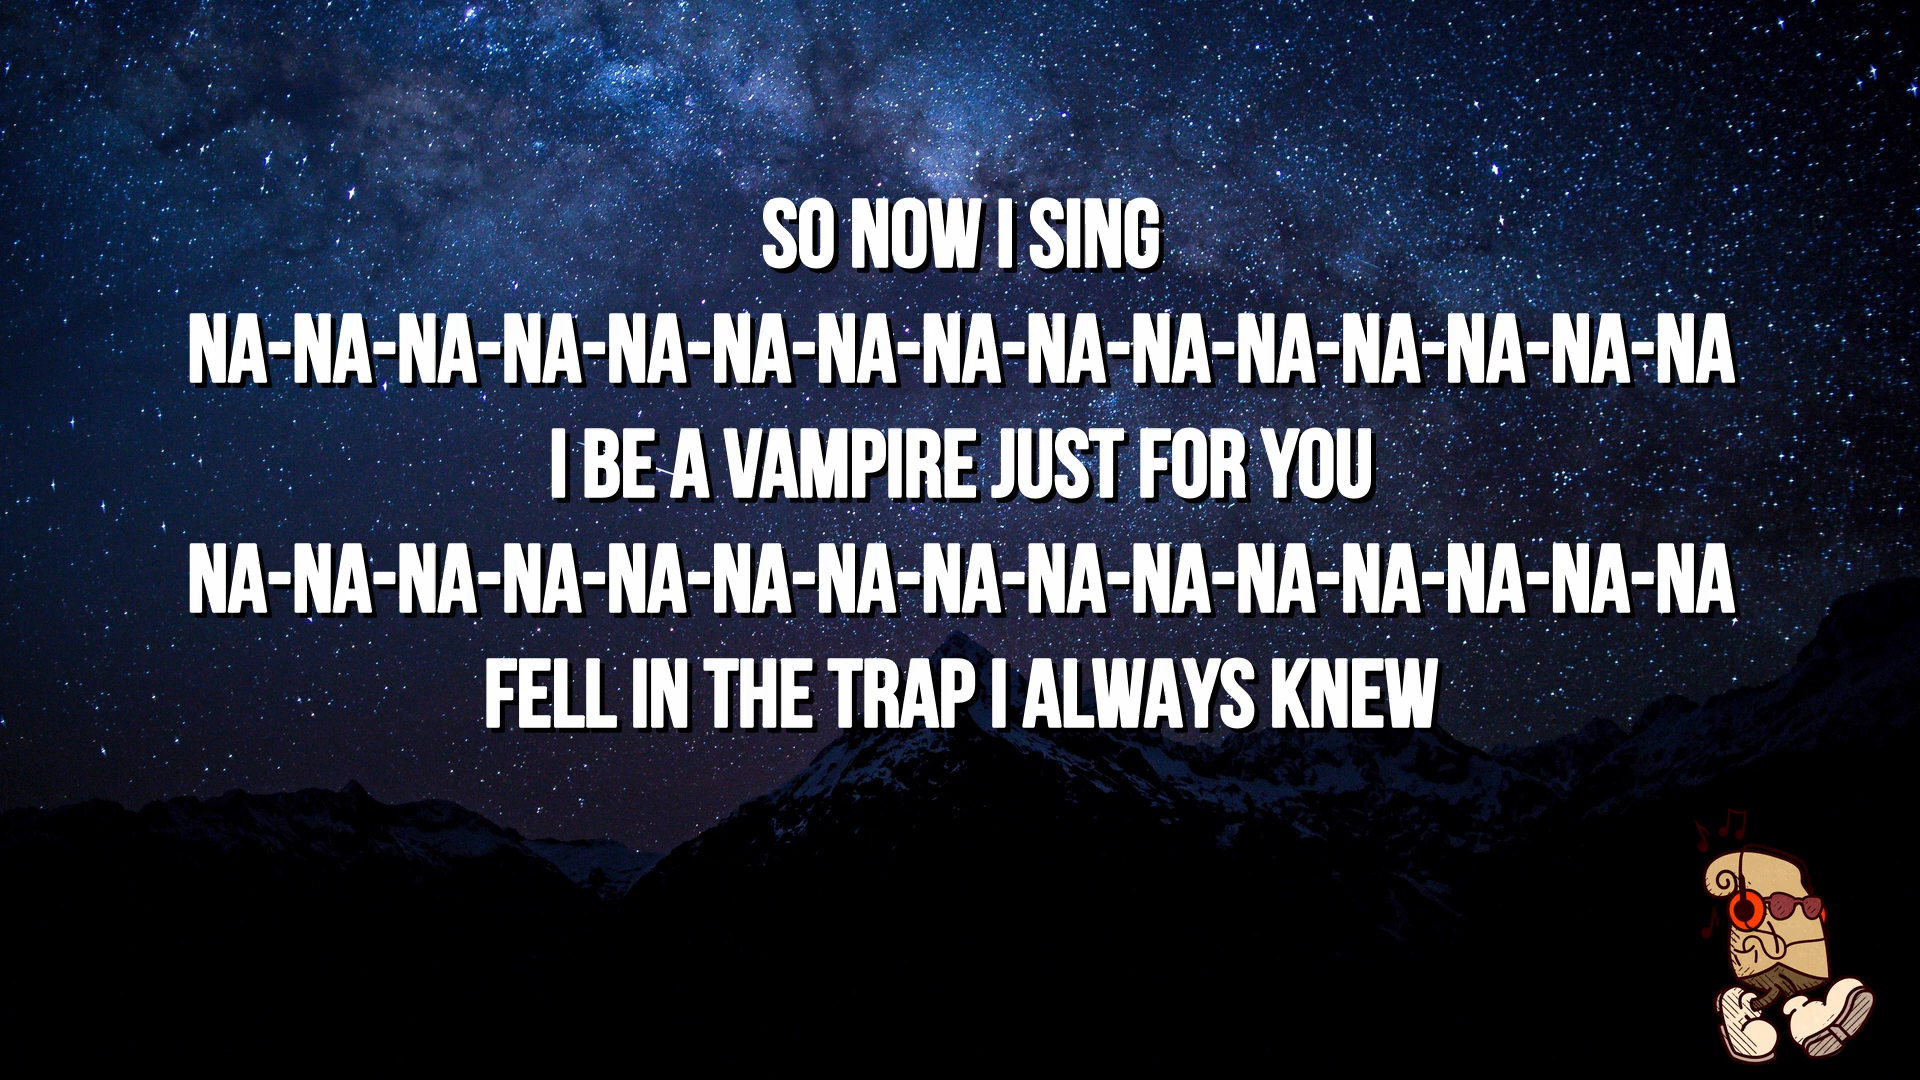 SO NOW I SING
NA-NA-NA-NA-NA-NA-NA-NA-NA-NA-NA-NA-NA-NA-NA
I BE A VAMPIRE JUST FOR YOU
NA-NA-NA-NA-NA-NA-NA-NA-NA-NA-NA-NA-NA-NA-NA
FELL IN THE TRAP I ALWAYS KNEW